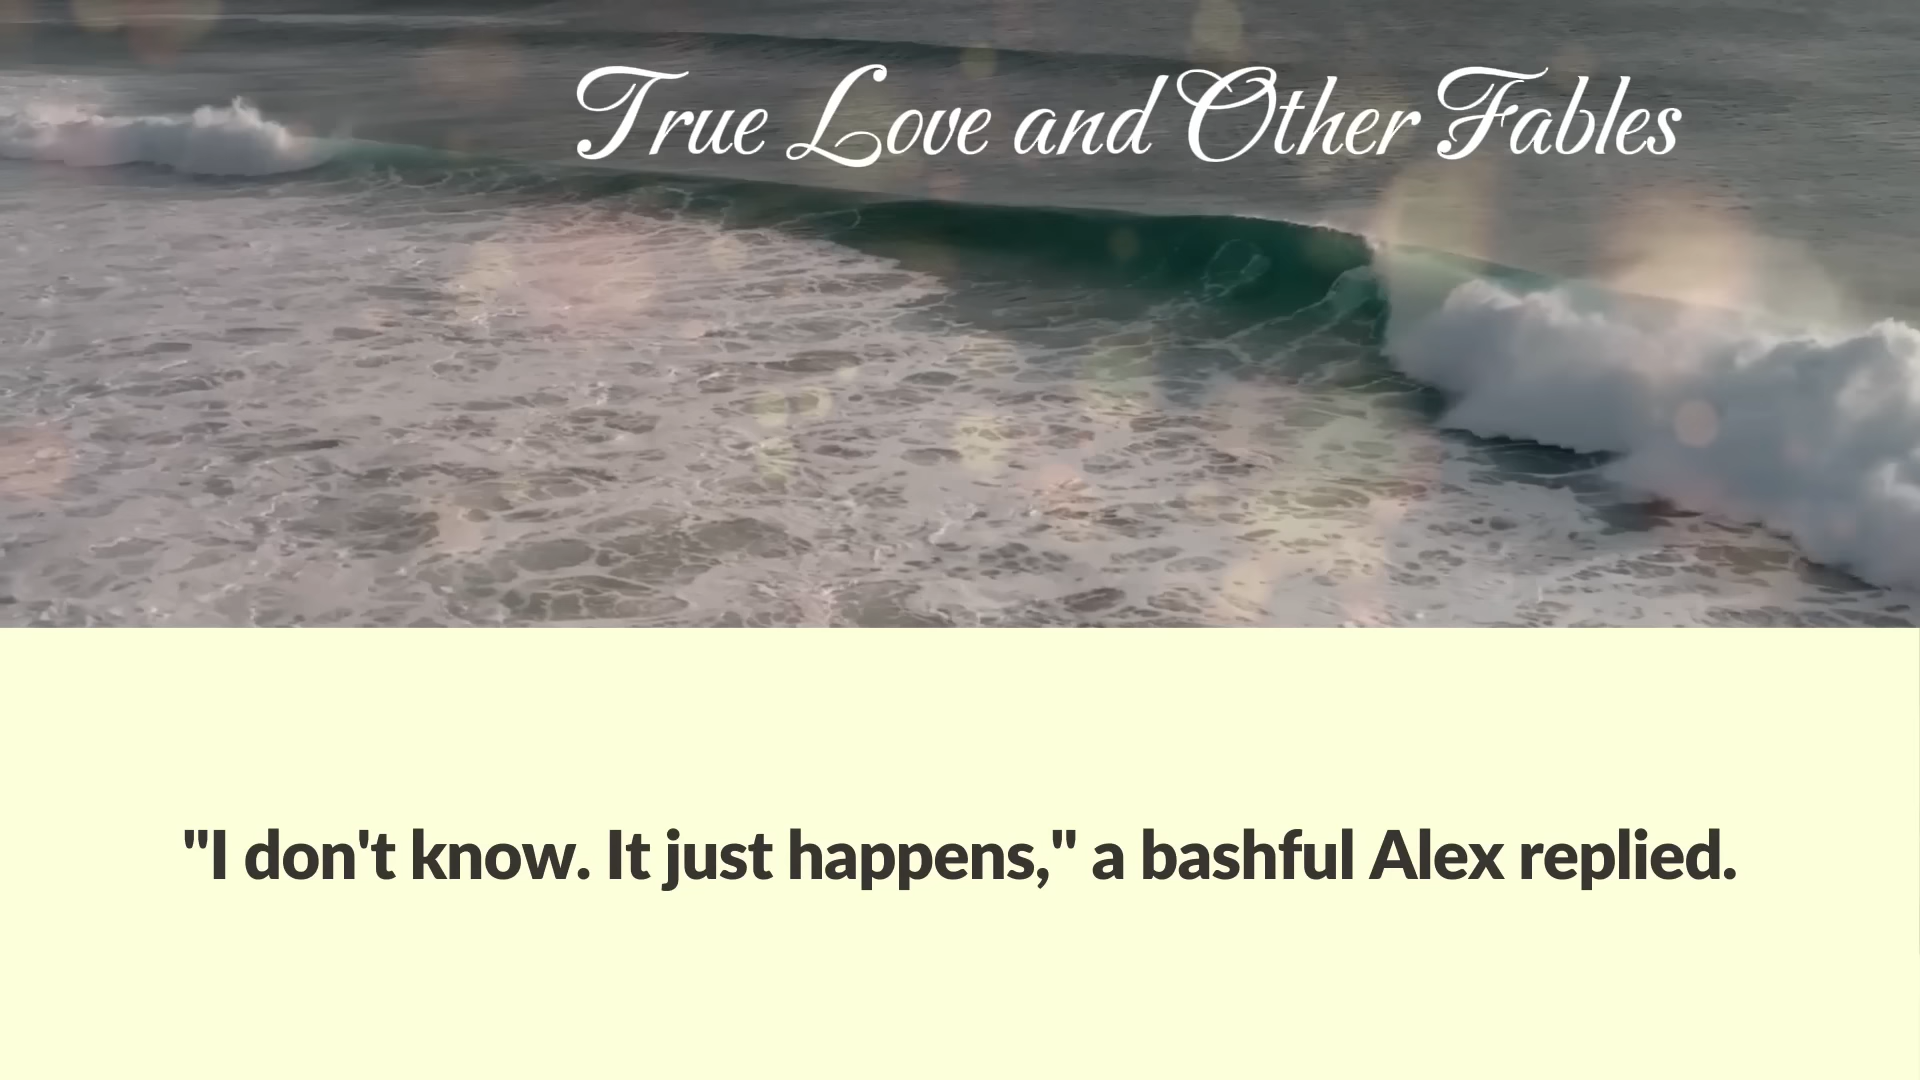 True Love and Other Fables
"I don't know. It just happens," a bashful Alex replied.